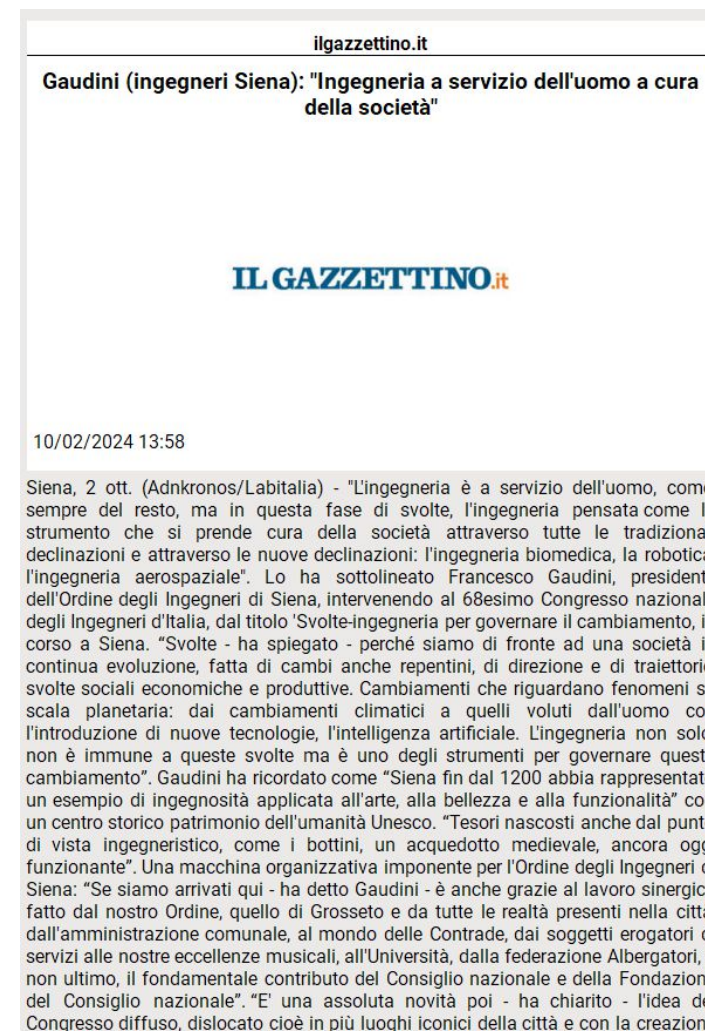 ilgazzettino.it
Gaudini (ingegneri Siena): "Ingegneria a servizio dell'uomo a cura
della società"
IL GAZZETTINO.it
10/02/2024 13:58
Siena, 2 ott. (Adnkronos/Labitalia) - "L'ingegneria è a servizio dell'uomo, com
sempre del resto, ma in questa fase di svolte, l'ingegneria pensata come l
strumento che si prende cura della società attraverso tutte le tradiziona
declinazioni e attraverso le nuove declinazioni: l'ingegneria biomedica, la robotica
l'ingegneria aerospaziale". Lo ha sottolineato Francesco Gaudini, president
dell'Ordine degli Ingegneri di Siena, intervenendo al 68esimo Congresso nazional
degli Ingegneri d'Italia, dal titolo 'Svolte-ingegneria per governare il cambiamento, i
corso a Siena. “Svolte - ha spiegato - perché siamo di fronte ad una società i
continua evoluzione, fatta di cambi anche repentini, di direzione e di traiettorie
svolte sociali economiche e produttive. Cambiamenti che riguardano fenomeni s
scala planetaria: dai cambiamenti climatici a quelli voluti dall'uomo co
l'introduzione di nuove tecnologie, l'intelligenza artificiale. L'ingegneria non solo
non è immune a queste svolte ma è uno degli strumenti per governare quest
cambiamento”. Gaudini ha ricordato come “Siena fin dal 1200 abbia rappresentat
un esempio di ingegnosità applicata all'arte, alla bellezza e alla funzionalità” co
un centro storico patrimonio dell'umanità Unesco. “Tesori nascosti anche dal punt
di vista ingegneristico, come i bottini, un acquedotto medievale, ancora ogg
funzionante”. Una macchina organizzativa imponente per l'Ordine degli Ingegneri d
Siena: “Se siamo arrivati qui - ha detto Gaudini - è anche grazie al lavoro sinergic
fatto dal nostro Ordine, quello di Grosseto e da tutte le realtà presenti nella città
dall'amministrazione comunale, al mondo delle Contrade, dai soggetti erogatori d
servizi alle nostre eccellenze musicali, all'Università, dalla federazione Albergatori,
non ultimo, il fondamentale contributo del Consiglio nazionale e della Fondazion
del Consiglio nazionale”. “E' una assoluta novità poi - ha chiarito - l'idea de
Congresso diffuso, dislocato cioè in più luoghi iconici della città e con la creazion